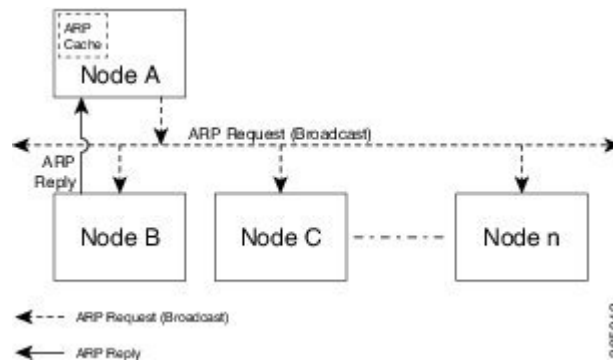 ARP
Cache
Node A
ARP Request (Broadcast)
ARP
Reply
Node B
Node C
Node n
ARP Request (Broadcast)
ARP Reply